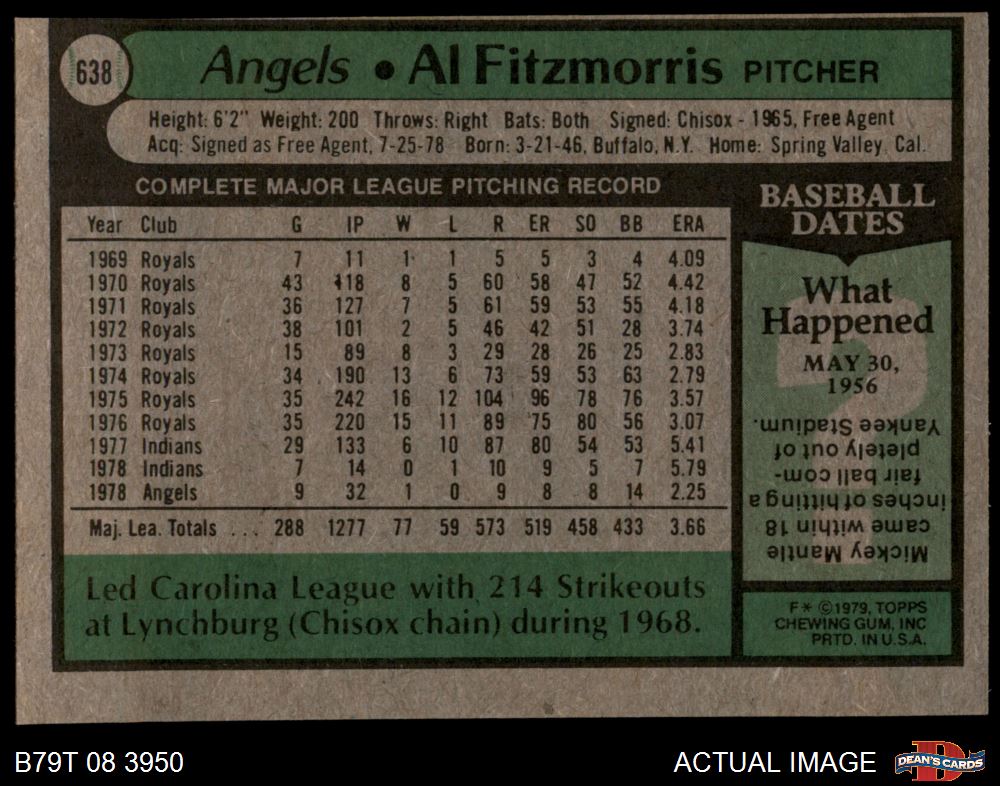 638
Angels • Al Fitzmorris PITCHER
Height: 6'2" Weight: 200 Throws: Right Bats: Both Signed: Chisox - 1965, Free Agent
Acq: Signed as Free Agent, 7-25-78 Born: 3-21-46, Buffalo, N.Y. Home: Spring Valley, Cal.
COMPLETE MAJOR LEAGUE PITCHING RECORD
Year Club G IP W L R ER SO BB ERA
1969 Royals 7 11 1 1 5 5 3 4 4.09
1970 Royals 43 118 8 5 60 58 47 52 4.42
1971 Royals 36 127 7 5 61 59 53 55 4.18
1972 Royals 38 101 2 5 46 42 51 28 3.74
1973 Royals 15 89 8 3 29 28 26 25 2.83
1974 Royals 34 190 13 6 73 59 53 63 2.79
1975 Royals 35 242 16 12 104 96 78 76 3.57
1976 Royals 35 220 15 11 89 75 80 56 3.07
1977 Indians 29 133 6 10 87 80 54 53 5.41
1978 Indians 7 14 0 1 10 9 5 7 5.79
1978 Angels 9 32 1 0 9 8 8 14 2.25
Maj. Lea. Totals ... 288 1277 77 59 573 519 458 433 3.66
Led Carolina League with 214 Strikeouts
at Lynchburg (Chisox chain) during 1968.
BASEBALL
DATES
What
Happened
MAY 30,
1956
Mickey Mantle
came within 18
inches of hitting a
fair ball com-
pletely out of
Yankee Stadium.
F* ©1979, TOPPS
CHEWING GUM, INC
PRTD. IN U.S.A.
B79T 08 3950
ACTUAL IMAGE
D
DEAN'S CARDS